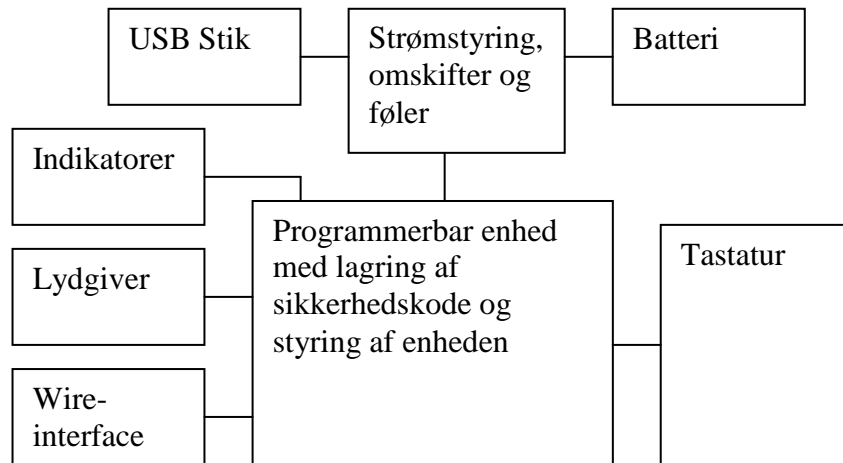 USB Stik
Strømstyring,
omskifter og
føler
Batteri
Indikatorer
Programmerbar enhed
med lagring af
sikkerhedskode og
styring af enheden
Tastatur
Lydgiver
Wire-
interface